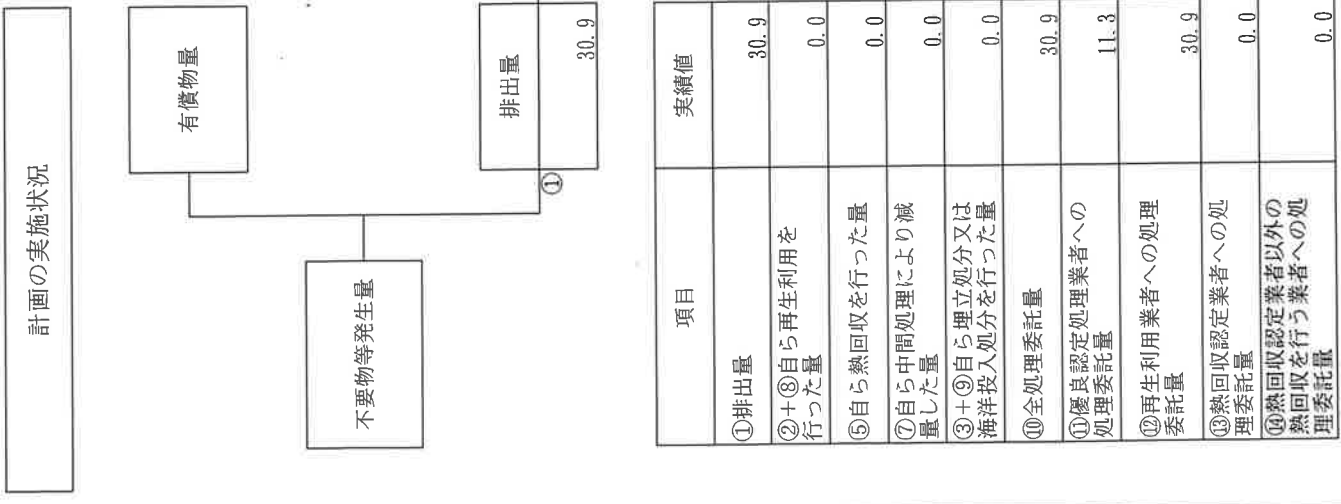 計画の実施状況
有償物量
不要物等発生量
①
排出量
30.9
項目
実績値
①排出量
30.9
②+⑧自ら再生利用を
行った量
0.0
⑤自ら熱回収を行った量
0.0
⑦自ら中間処理により減
量した量
0.0
③+⑨自ら埋立処分又は
海洋投入処分を行った量
0.0
⑩全処理委託量
30.9
⑪優良認定処理業者への
処理委託量
11.3
⑫再生利用業者への処理
委託量
30.9
⑬熱回収認定業者への処
理委託量
0.0
⑭熱回収認定業者以外の
熱回収を行う業者への処
理委託量
0.0